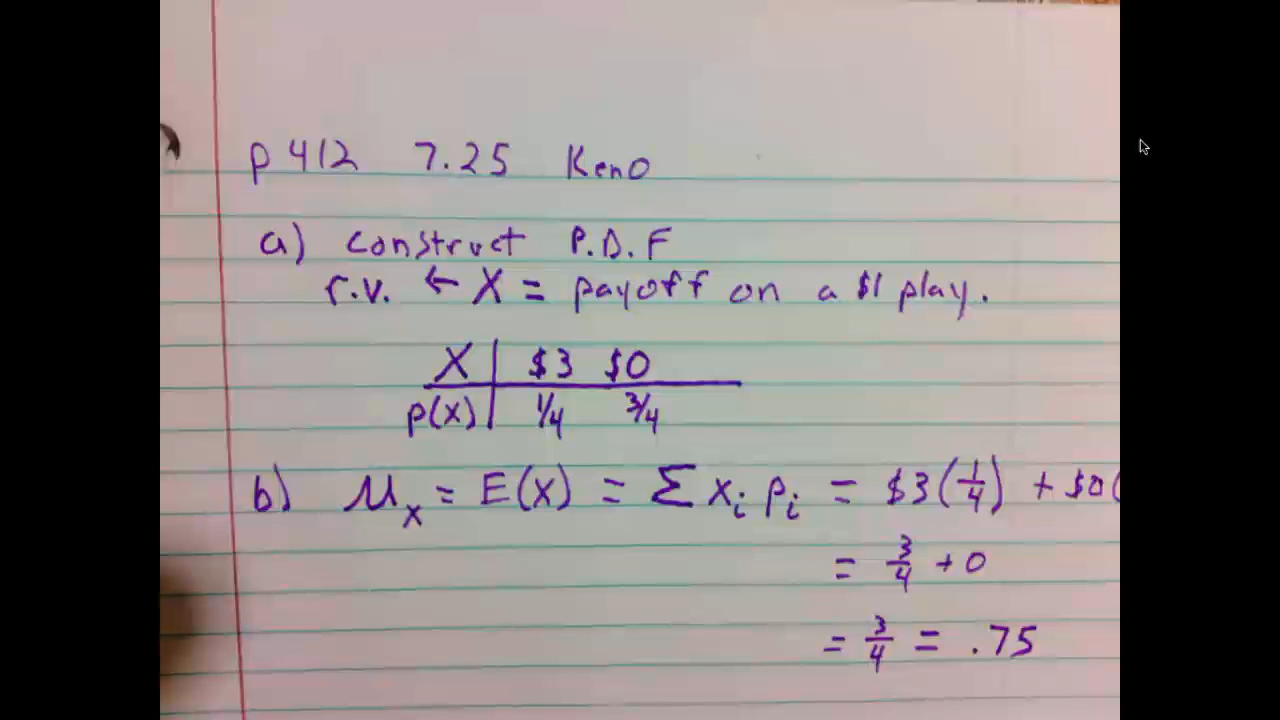 p 412 7.25 Keno
a) construct P.D.F
r.v. ← X = payoff on a $1 play.
X | $3 $0
p(X) | 1/4 3/4
b) μx = E(X) = Σ xi pi = $3(1/4) + $0(
= 3/4 + 0
= 3/4 = .75